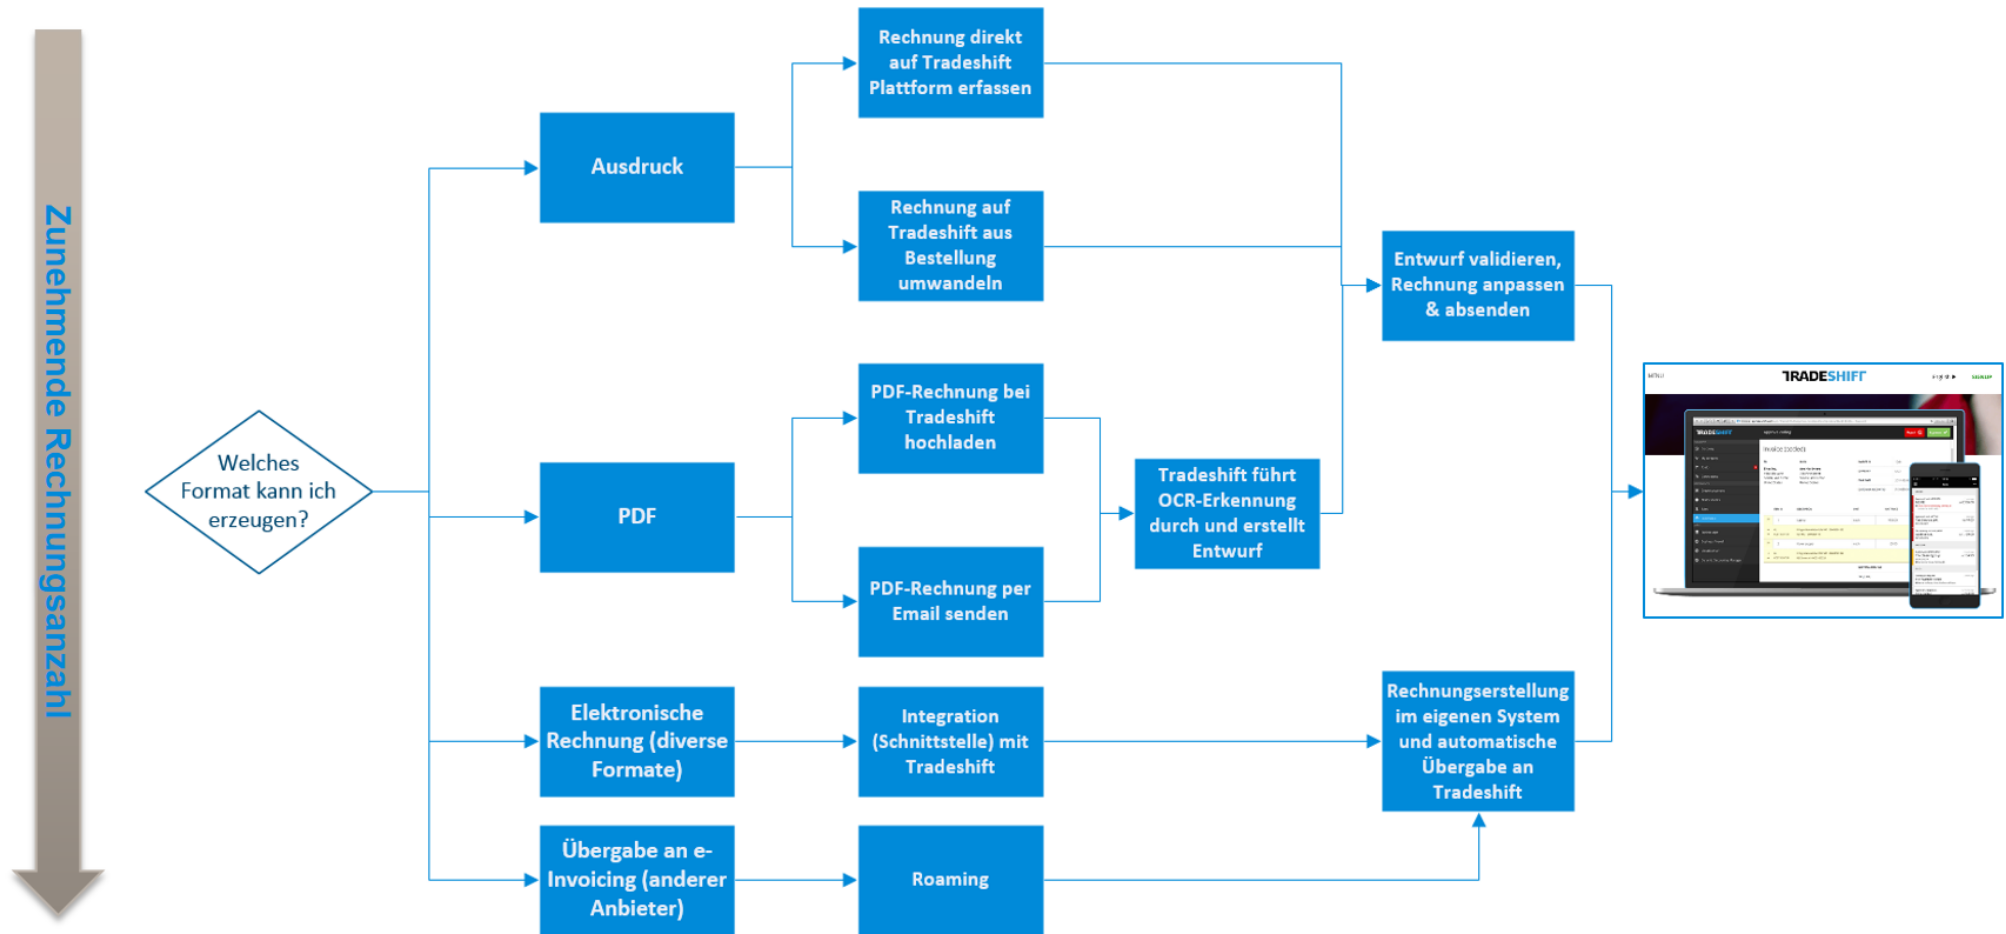 Zunehmende Rechnungsanzahl
Welches
Format kann ich
erzeugen?
Ausdruck
Rechnung direkt
auf Tradeshift
Plattform erfassen
Rechnung auf
Tradeshift aus
Bestellung
umwandeln
PDF
PDF-Rechnung bei
Tradeshift
hochladen
PDF-Rechnung per
Email senden
Tradeshift führt
OCR-Erkennung
durch und erstellt
Entwurf
Entwurf validieren,
Rechnung anpassen
& absenden
Elektronische
Rechnung (diverse
Formate)
Integration
(Schnittstelle) mit
Tradeshift
Rechnungserstellung
im eigenen System
und automatische
Übergabe an
Tradeshift
Übergabe an e-
Invoicing (anderer
Anbieter)
Roaming
MENU
TRADESHIFT
TRADESHIFT